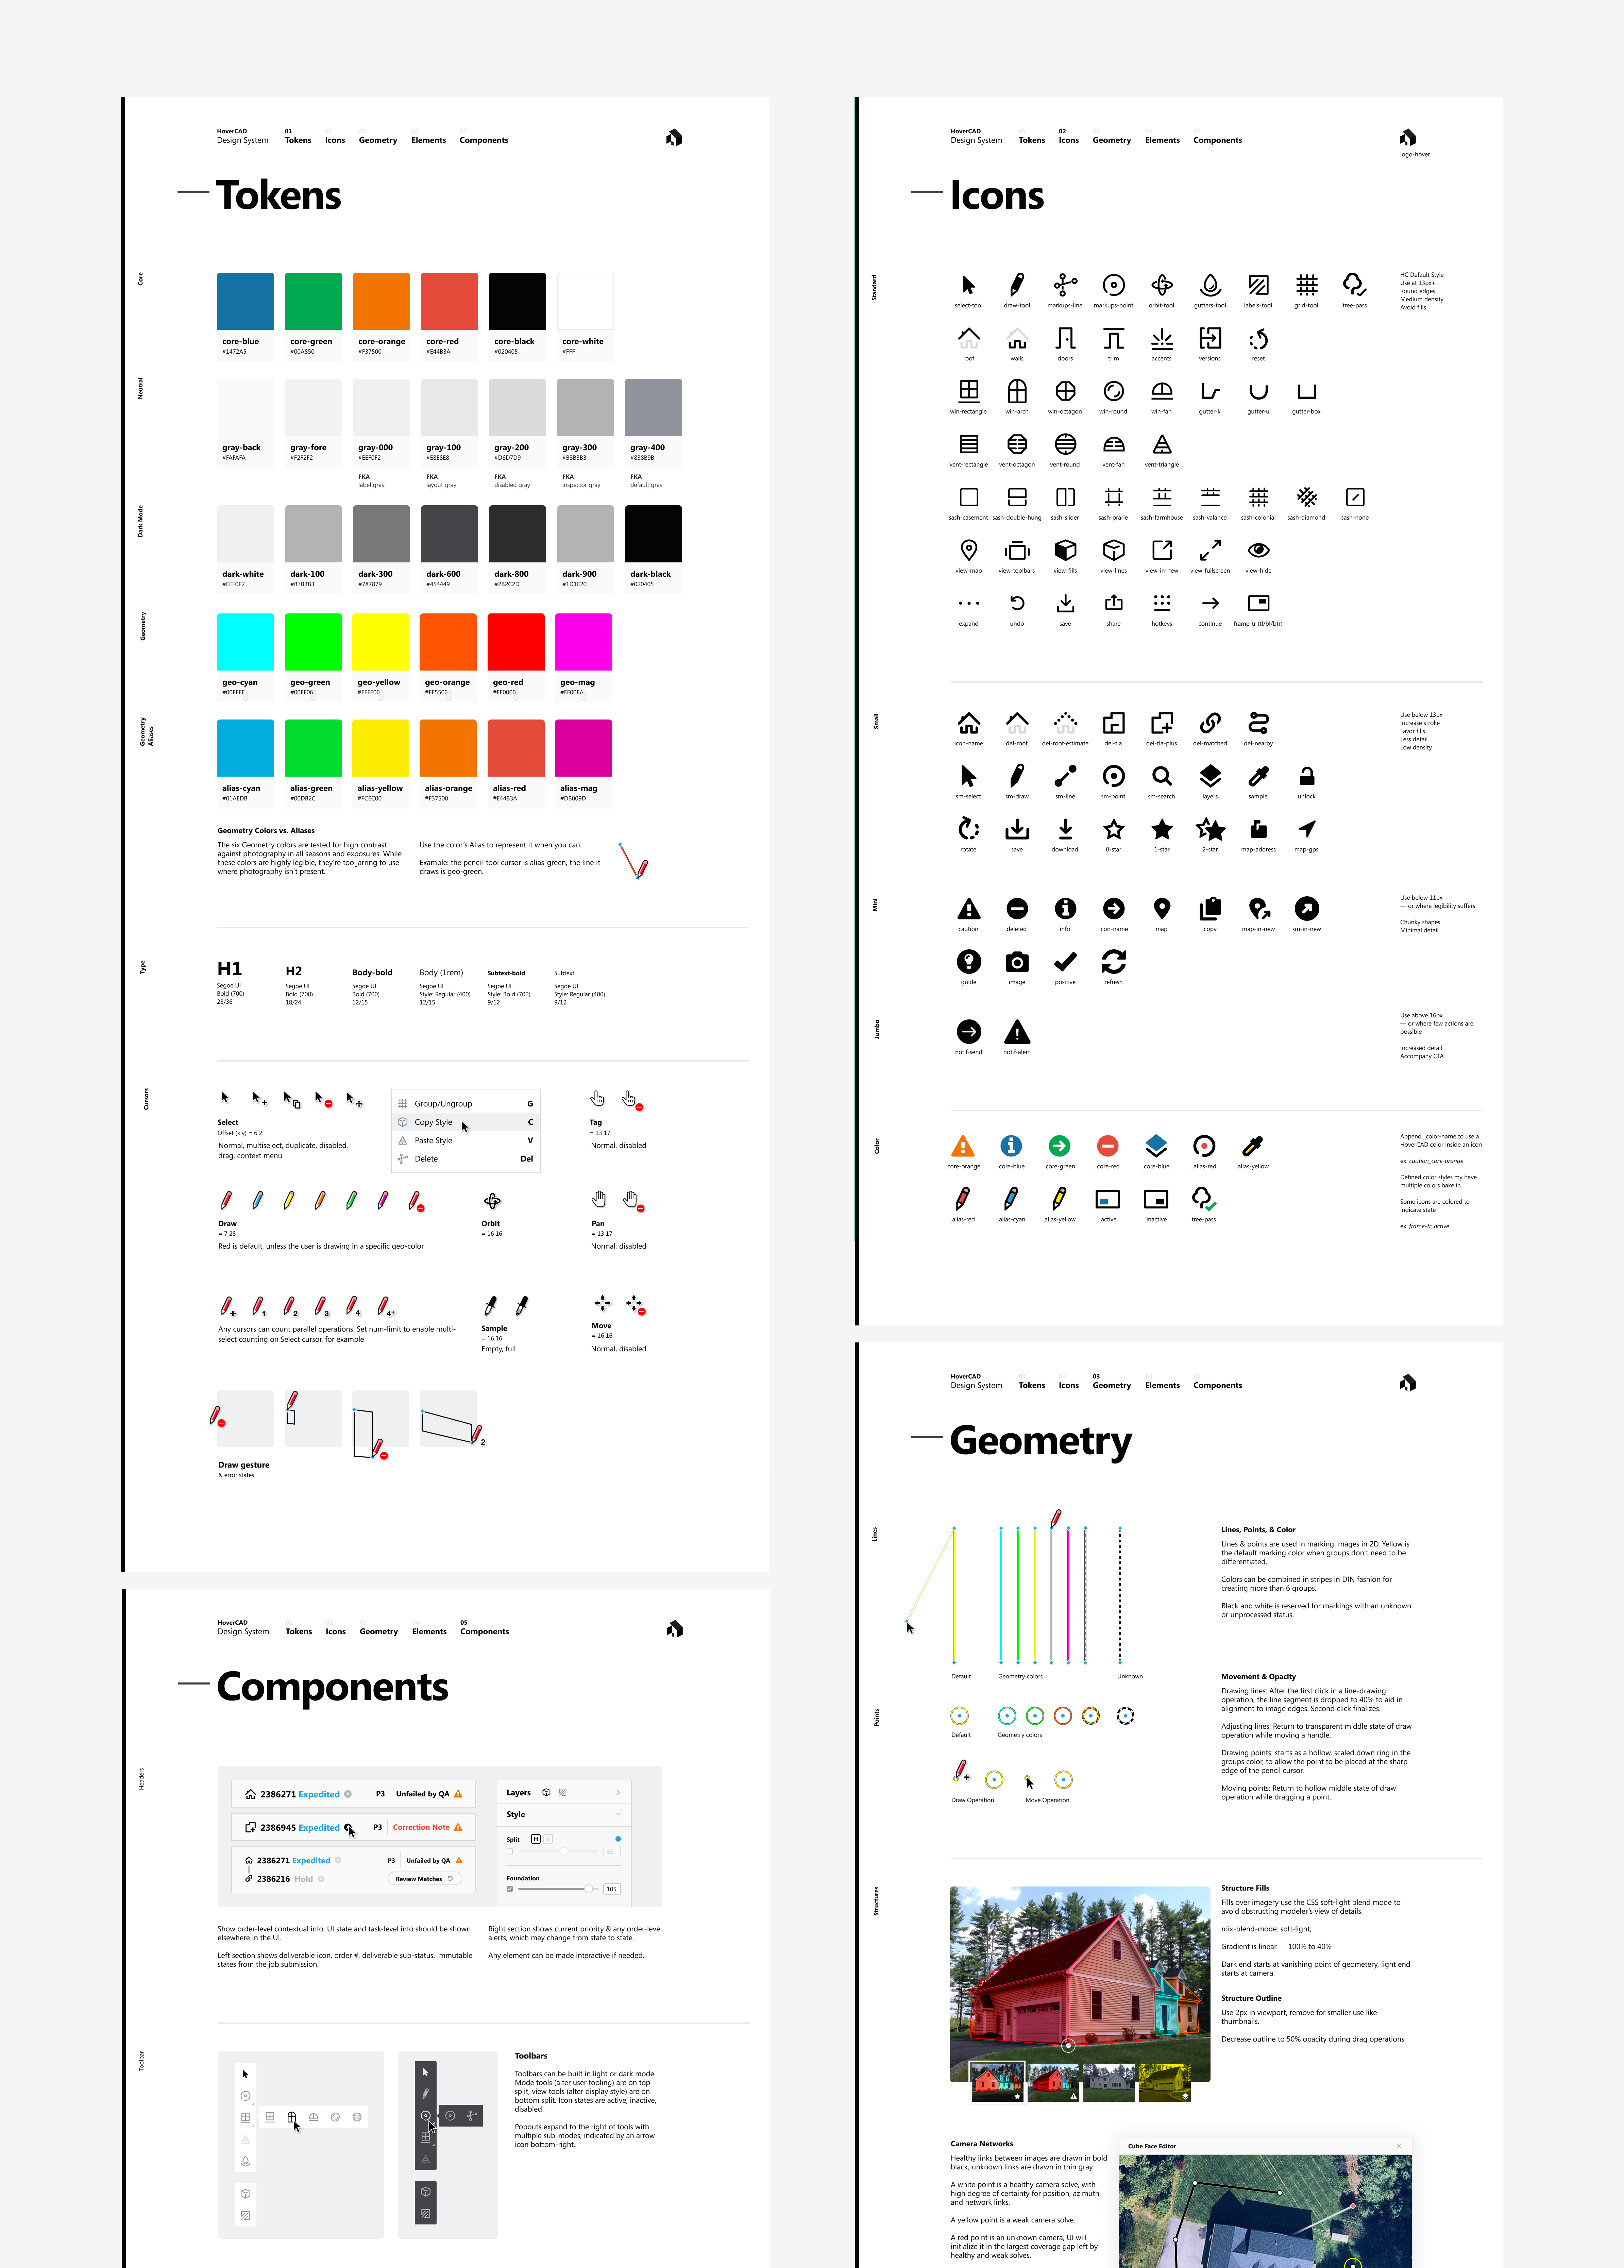 HoverCAD
Design System
01
Tokens
Icons
Geometry
Elements
Components
Tokens
Core
core-blue
#1472A5
core-green
#00A850
core-orange
#F37500
core-red
#E44B3A
core-black
#020405
core-white
#FFF
Neutral
gray-back
#FAFAFA
gray-fore
#F2F2F2
gray-000
#EEF0F2
gray-100
#E8E8E8
gray-200
#D6D7D9
gray-300
#B3B3B3
gray-400
#838B9B
FKA
label gray
FKA
layout gray
FKA
disabled gray
FKA
inspector gray
FKA
default gray
Dark Mode
dark-white
#EEF0F2
dark-100
#B3B3B3
dark-300
#787879
dark-600
#454449
dark-800
#2B2C2D
dark-900
#1D1E20
dark-black
#020405
Geometry
geo-cyan
#00FFFF
geo-green
#00FF00
geo-yellow
#FFFF00
geo-orange
#FF5500
geo-red
#FF0000
geo-mag
#FF00EA
Geometry
Aliases
alias-cyan
#01AEDB
alias-green
#00DB2C
alias-yellow
#FCEC00
alias-orange
#F37500
alias-red
#E44B3A
alias-mag
#DB009D
Geometry Colors vs. Aliases
The six Geometry colors are tested for high contrast
against photography in all seasons and exposures. While
these colors are highly legible, they're too jarring to use
where photography isn't present.
Use the color's Alias to represent it when you can.
Example: the pencil-tool cursor is alias-green, the line it
draws is geo-green.
Type
H1
Segoe UI
Bold (700)
28/36
H2
Segoe UI
Bold (700)
18/24
Body-bold
Segoe UI
Bold (700)
12/15
Body (1rem)
Segoe UI
Style: Regular (400)
12/15
Subtext-bold
Segoe UI
Style: Bold (700)
9/12
Subtext
Segoe UI
Style: Regular (400)
9/12
Cursors
Select
Offset (x y) = 6 2
Normal, multiselect, duplicate, disabled,
drag, context menu
Group/Ungroup G
Copy Style C
Paste Style V
Delete Del
Tag
= 13 17
Normal, disabled
Draw
= 7 28
Red is default, unless the user is drawing in a specific geo-color
Orbit
= 16 16
Pan
= 13 17
Normal, disabled
1
2
3
4
4+
Any cursors can count parallel operations. Set num-limit to enable multi-
select counting on Select cursor, for example
Sample
= 16 16
Empty, full
Move
= 16 16
Normal, disabled
2
Draw gesture
& error states
HoverCAD
Design System
Tokens
02
Icons
Geometry
Elements
Components
logo-hover
Icons
Standard
select-tool
draw-tool
markups-line
markups-point
orbit-tool
gutters-tool
labels-tool
grid-tool
tree-pass
HC Default Style
Use at 13px+
Round edges
Medium density
Avoid fills
roof
walls
doors
trim
accents
versions
reset
win-rectangle
win-arch
win-octagon
win-round
win-fan
gutter-k
gutter-u
gutter-box
vent-rectangle
vent-octagon
vent-round
vent-fan
vent-triangle
sash-casement
sash-double-hung
sash-slider
sash-prarie
sash-farmhouse
sash-valance
sash-colonial
sash-diamond
sash-none
view-map
view-toolbars
view-fills
view-lines
view-in-new
view-fullscreen
view-hide
expand
undo
save
share
hotkeys
continue
frame-tr (tl/bl/btr)
Small
icon-name
del-roof
del-roof-estimate
del-tla
del-tla-plus
del-matched
del-nearby
Use below 13px
Increase stroke
Favor fills
Less detail
Low density
sm-select
sm-draw
sm-line
sm-point
sm-search
layers
sample
unlock
rotate
save
download
0-star
1-star
2-star
map-address
map-gps
Mini
caution
deleted
info
icon-name
map
copy
map-in-new
sm-in-new
Use below 11px
— or where legibility suffers
Chunky shapes
Minimal detail
guide
image
positive
refresh
Jumbo
notif-send
notif-alert
Use above 16px
— or where few actions are
possible
Increased detail
Accompany CTA
Color
_core-orange
_core-blue
_core-green
_core-red
_core-blue
_alias-red
_alias-yellow
_alias-red
_alias-cyan
_alias-yellow
_active
_inactive
tree-pass
Append _color-name to use a
HoverCAD color inside an icon
ex. caution_core-orange
Defined color styles my have
multiple colors bake in
Some icons are colored to
indicate state
ex. frame-tr_active
HoverCAD
Design System
Tokens
Icons
03
Geometry
Elements
Components
Geometry
Lines
Default
Geometry colors
Unknown
Lines, Points, & Color
Lines & points are used in marking images in 2D. Yellow is
the default marking color when groups don't need to be
differentiated.
Colors can be combined in stripes in DIN fashion for
creating more than 6 groups.
Black and white is reserved for markings with an unknown
or unprocessed status.
Points
Default
Geometry colors
Draw Operation
Move Operation
Movement & Opacity
Drawing lines: After the first click in a line-drawing
operation, the line segment is dropped to 40% to aid in
alignment to image edges. Second click finalizes.
Adjusting lines: Return to transparent middle state of draw
operation while moving a handle.
Drawing points: starts as a hollow, scaled down ring in the
groups color, to allow the point to be placed at the sharp
edge of the pencil cursor.
Moving points: Return to hollow middle state of draw
operation while dragging a point.
Structures
Structure Fills
Fills over imagery use the CSS soft-light blend mode to
avoid obstructing modeler's view of details.
mix-blend-mode: soft-light;
Gradient is linear — 100% to 40%
Dark end starts at vanishing point of geometery, light end
starts at camera.
Structure Outline
Use 2px in viewport, remove for smaller use like
thumbnails.
Decrease outline to 50% opacity during drag operations
Camera Networks
Healthy links between images are drawn in bold
black, unknown links are drawn in thin gray.
A white point is a healthy camera solve, with
high degree of certainty for position, azimuth,
and network links.
A yellow point is a weak camera solve.
A red point is an unknown camera, UI will
initialize it in the largest coverage gap left by
healthy and weak solves.
Cube Face Editor
HoverCAD
Design System
Tokens
Icons
Geometry
Elements
05
Components
Components
Headers
2386271 Expedited P3 Unfailed by QA
2386945 Expedited P3 Correction Note
2386271 Expedited P3 Unfailed by QA
2386216 Hold Review Matches
Layers
Style
Split H
35
Foundation
105
Show order-level contextual info. UI state and task-level info should be shown
elsewhere in the UI.
Left section shows deliverable icon, order #, deliverable sub-status. Immutable
states from the job submission.
Right section shows current priority & any order-level
alerts, which may change from state to state.
Any element can be made interactive if needed.
Toolbar
Toolbars
Toolbars can be built in light or dark mode.
Mode tools (alter user tooling) are on top
split, view tools (alter display style) are on
bottom split. Icon states are active, inactive,
disabled.
Popouts expand to the right of tools with
multiple sub-modes, indicated by an arrow
icon bottom-right.